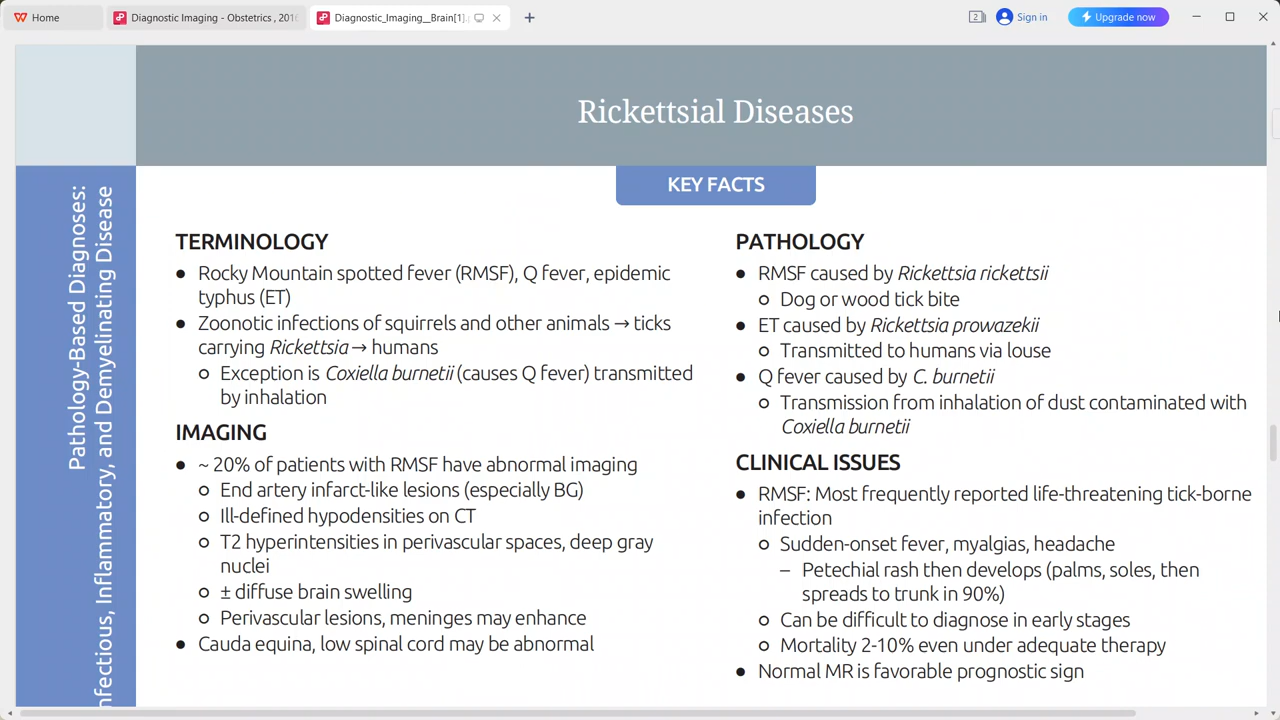 Home
Diagnostic Imaging - Obstetrics , 201
Diagnostic_Imaging__Brain[1].
2
Sign in
Upgrade now
Rickettsial Diseases
KEY FACTS
Pathology-Based Diagnoses:
nfectious, Inflammatory, and Demyelinating Disease
TERMINOLOGY
● Rocky Mountain spotted fever (RMSF), Q fever, epidemic
typhus (ET)
● Zoonotic infections of squirrels and other animals → ticks
carrying Rickettsia → humans
○ Exception is Coxiella burnetii (causes Q fever) transmitted
by inhalation
IMAGING
● ~ 20% of patients with RMSF have abnormal imaging
○ End artery infarct-like lesions (especially BG)
○ Ill-defined hypodensities on CT
○ T2 hyperintensities in perivascular spaces, deep gray
nuclei
○ ± diffuse brain swelling
○ Perivascular lesions, meninges may enhance
● Cauda equina, low spinal cord may be abnormal
PATHOLOGY
● RMSF caused by Rickettsia rickettsii
○ Dog or wood tick bite
● ET caused by Rickettsia prowazekii
○ Transmitted to humans via louse
● Q fever caused by C. burnetii
○ Transmission from inhalation of dust contaminated with
Coxiella burnetii
CLINICAL ISSUES
● RMSF: Most frequently reported life-threatening tick-borne
infection
○ Sudden-onset fever, myalgias, headache
– Petechial rash then develops (palms, soles, then
spreads to trunk in 90%)
○ Can be difficult to diagnose in early stages
○ Mortality 2-10% even under adequate therapy
● Normal MR is favorable prognostic sign